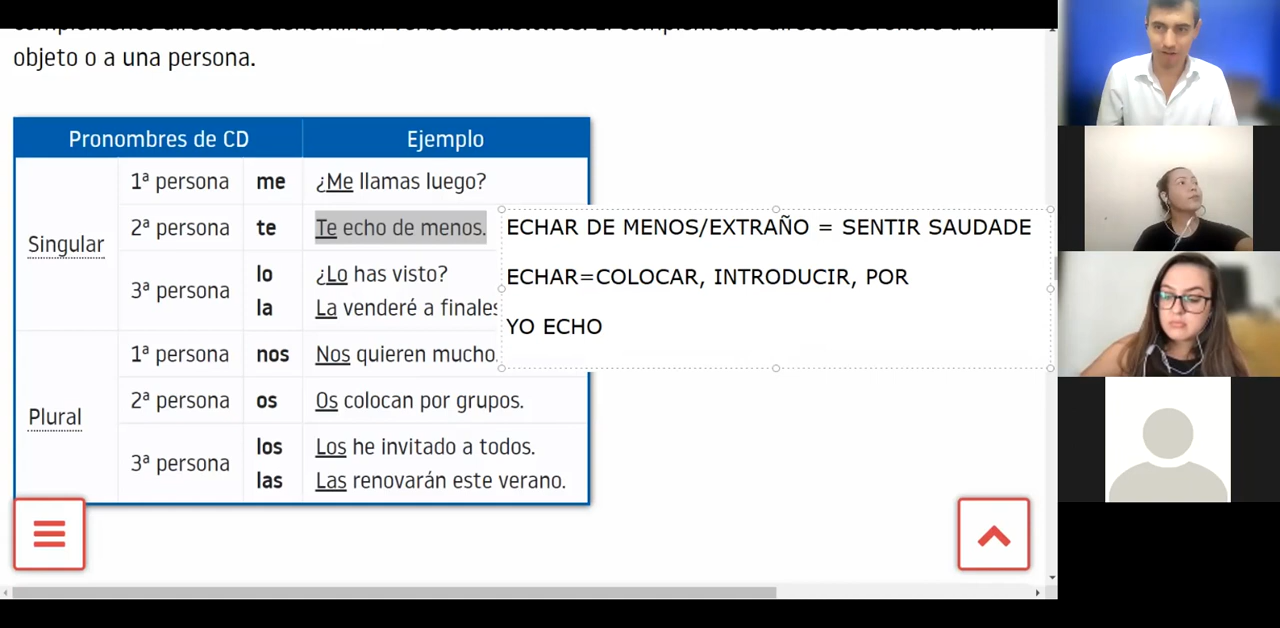 objeto o a una persona.
Pronombres de CD Ejemplo
Singular
1ª persona me ¿Me llamas luego?
2ª persona te Te echo de menos.
3ª persona
lo ¿Lo has visto?
la La venderé a finales
Plural
1ª persona nos Nos quieren mucho.
2ª persona os Os colocan por grupos.
3ª persona
los Los he invitado a todos.
las Las renovarán este verano.
ECHAR DE MENOS/EXTRAÑO = SENTIR SAUDADE
ECHAR=COLOCAR, INTRODUCIR, POR
YO ECHO